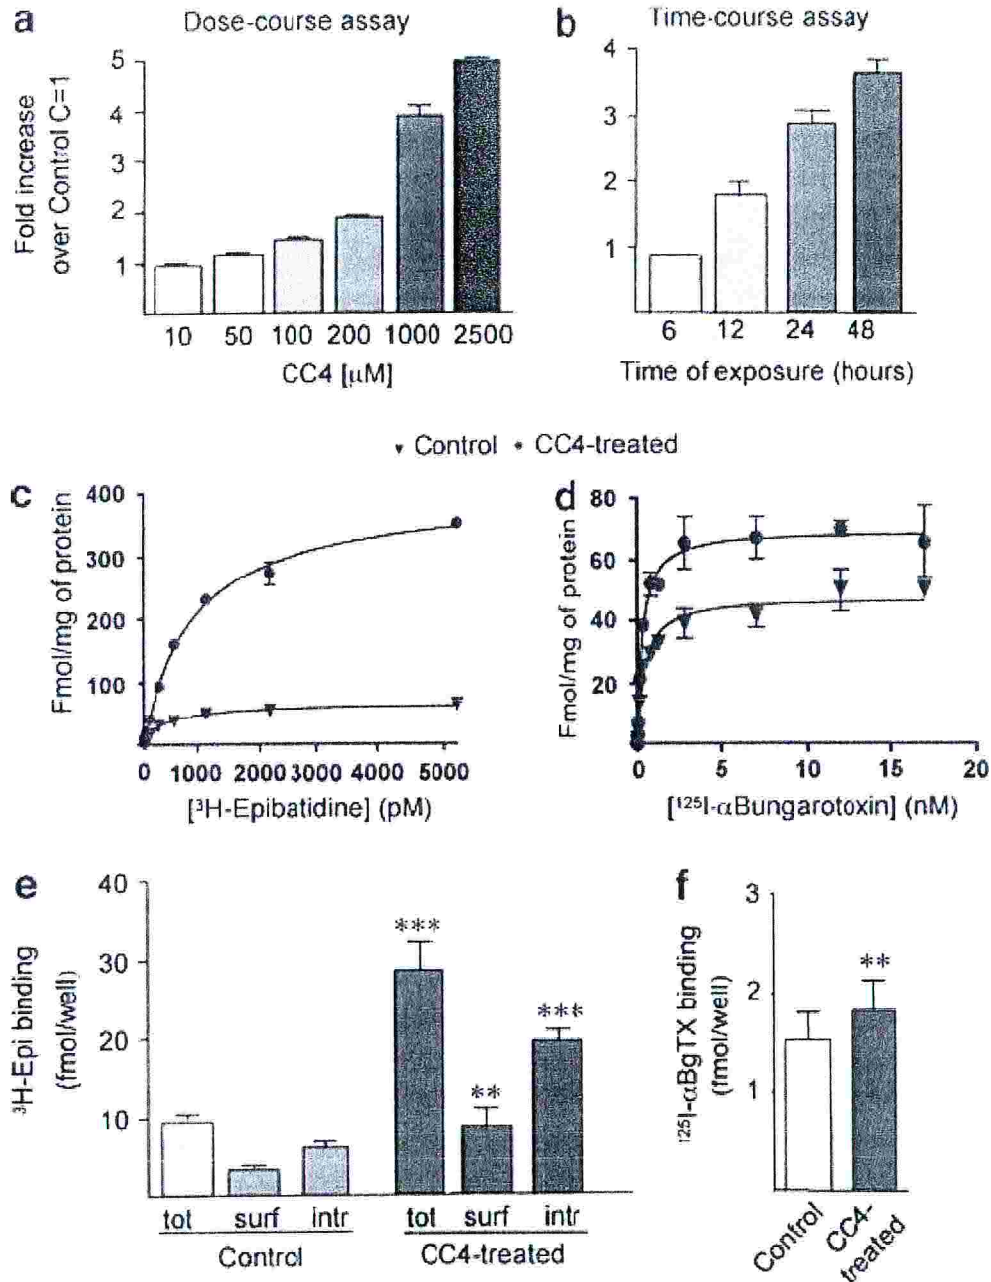 a Dose-course assay
Fold increase
over Control C=1
5
4
3
2
1
10 50 100 200 1000 2500
CC4 [μM]
b Time-course assay
4
3
2
1
6 12 24 48
Time of exposure (hours)
▾ Control • CC4-treated
c
Fmol/mg of protein
400
300
200
100
0 1000 2000 3000 4000 5000
[³H-Epibatidine] (pM)
d
Fmol/mg of protein
80
60
40
20
0 5 10 15 20
[¹²⁵I-αBungarotoxin] (nM)
e
³H-Epi binding
(fmol/well)
40
30
20
10
*** ** ***
tot surf intr tot surf intr
Control CC4-treated
f
¹²⁵I-αBgTX binding
(fmol/well)
3
2
1
**
Control
CC4-
treated